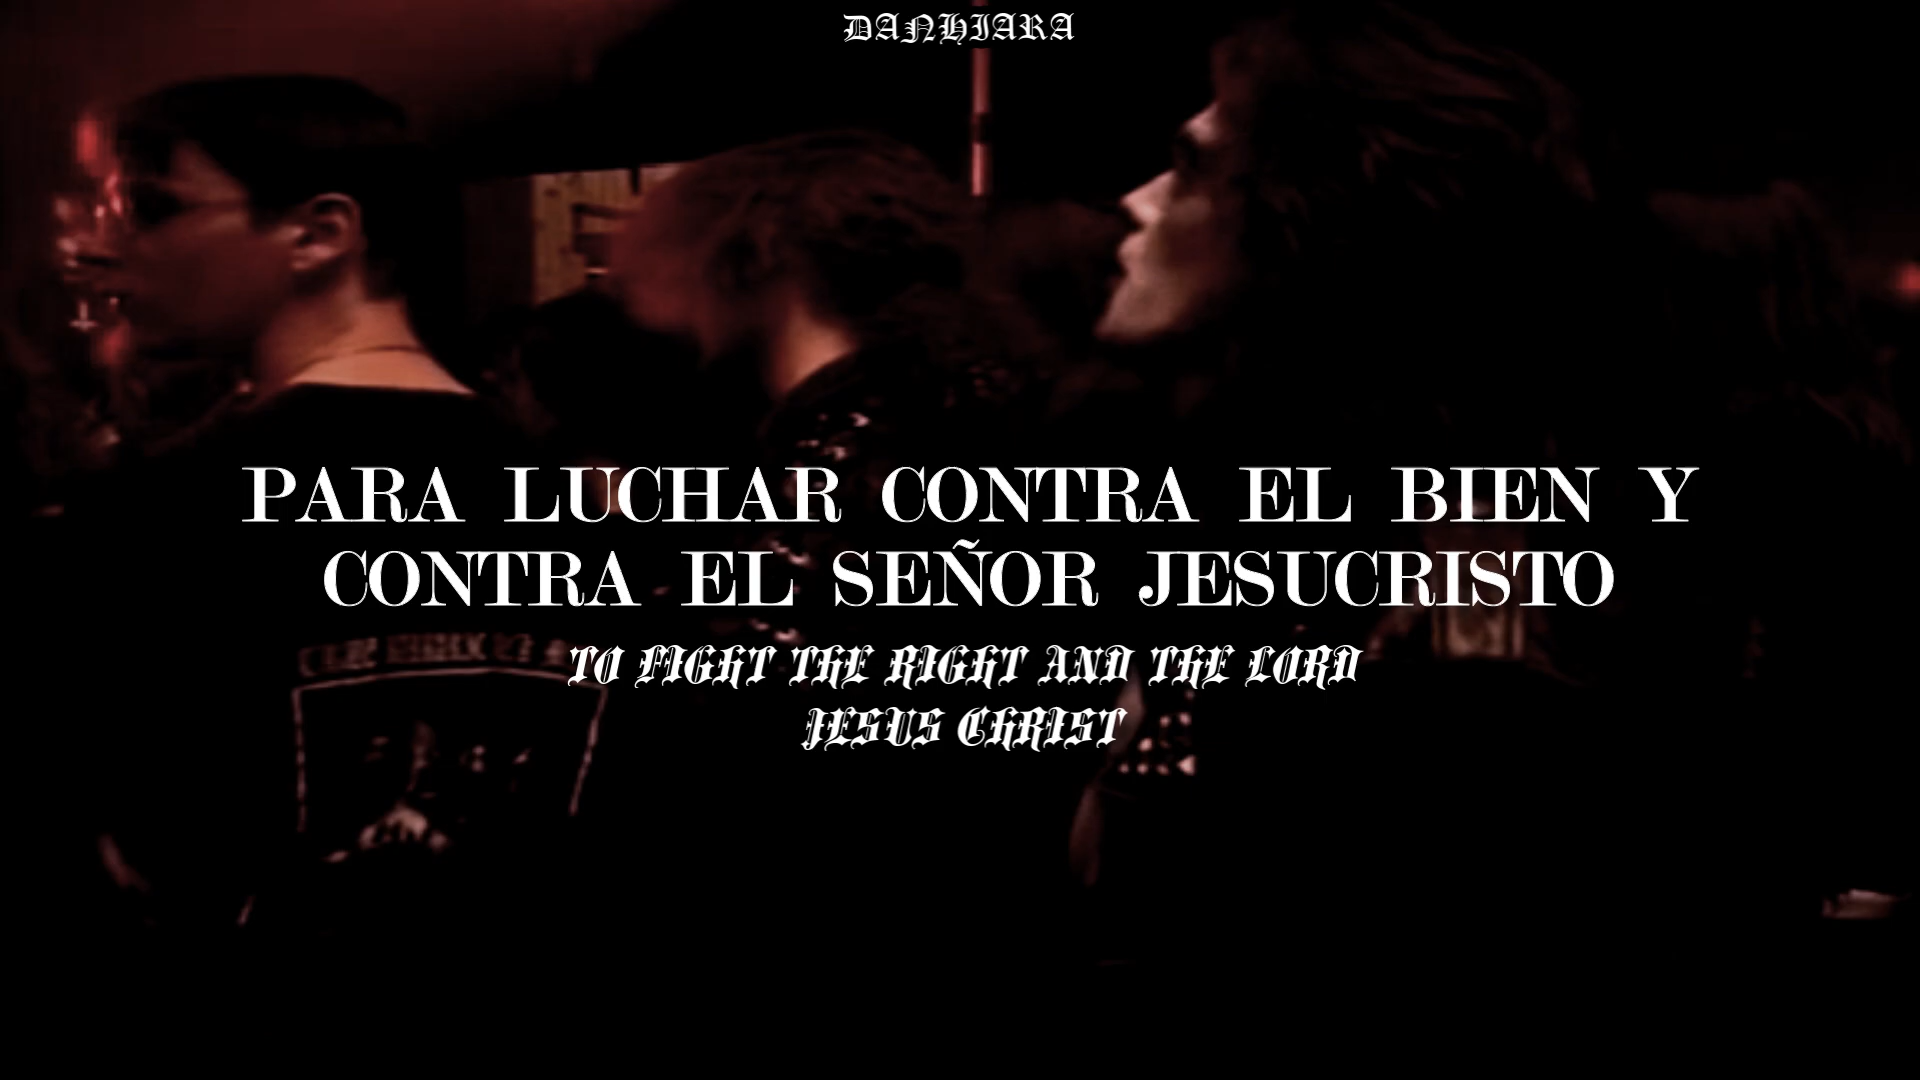 DANHIARA
PARA LUCHAR CONTRA EL BIEN Y
CONTRA EL SEÑOR JESUCRISTO
TO FIGHT THE RIGHT AND THE LORD
JESUS CHRIST